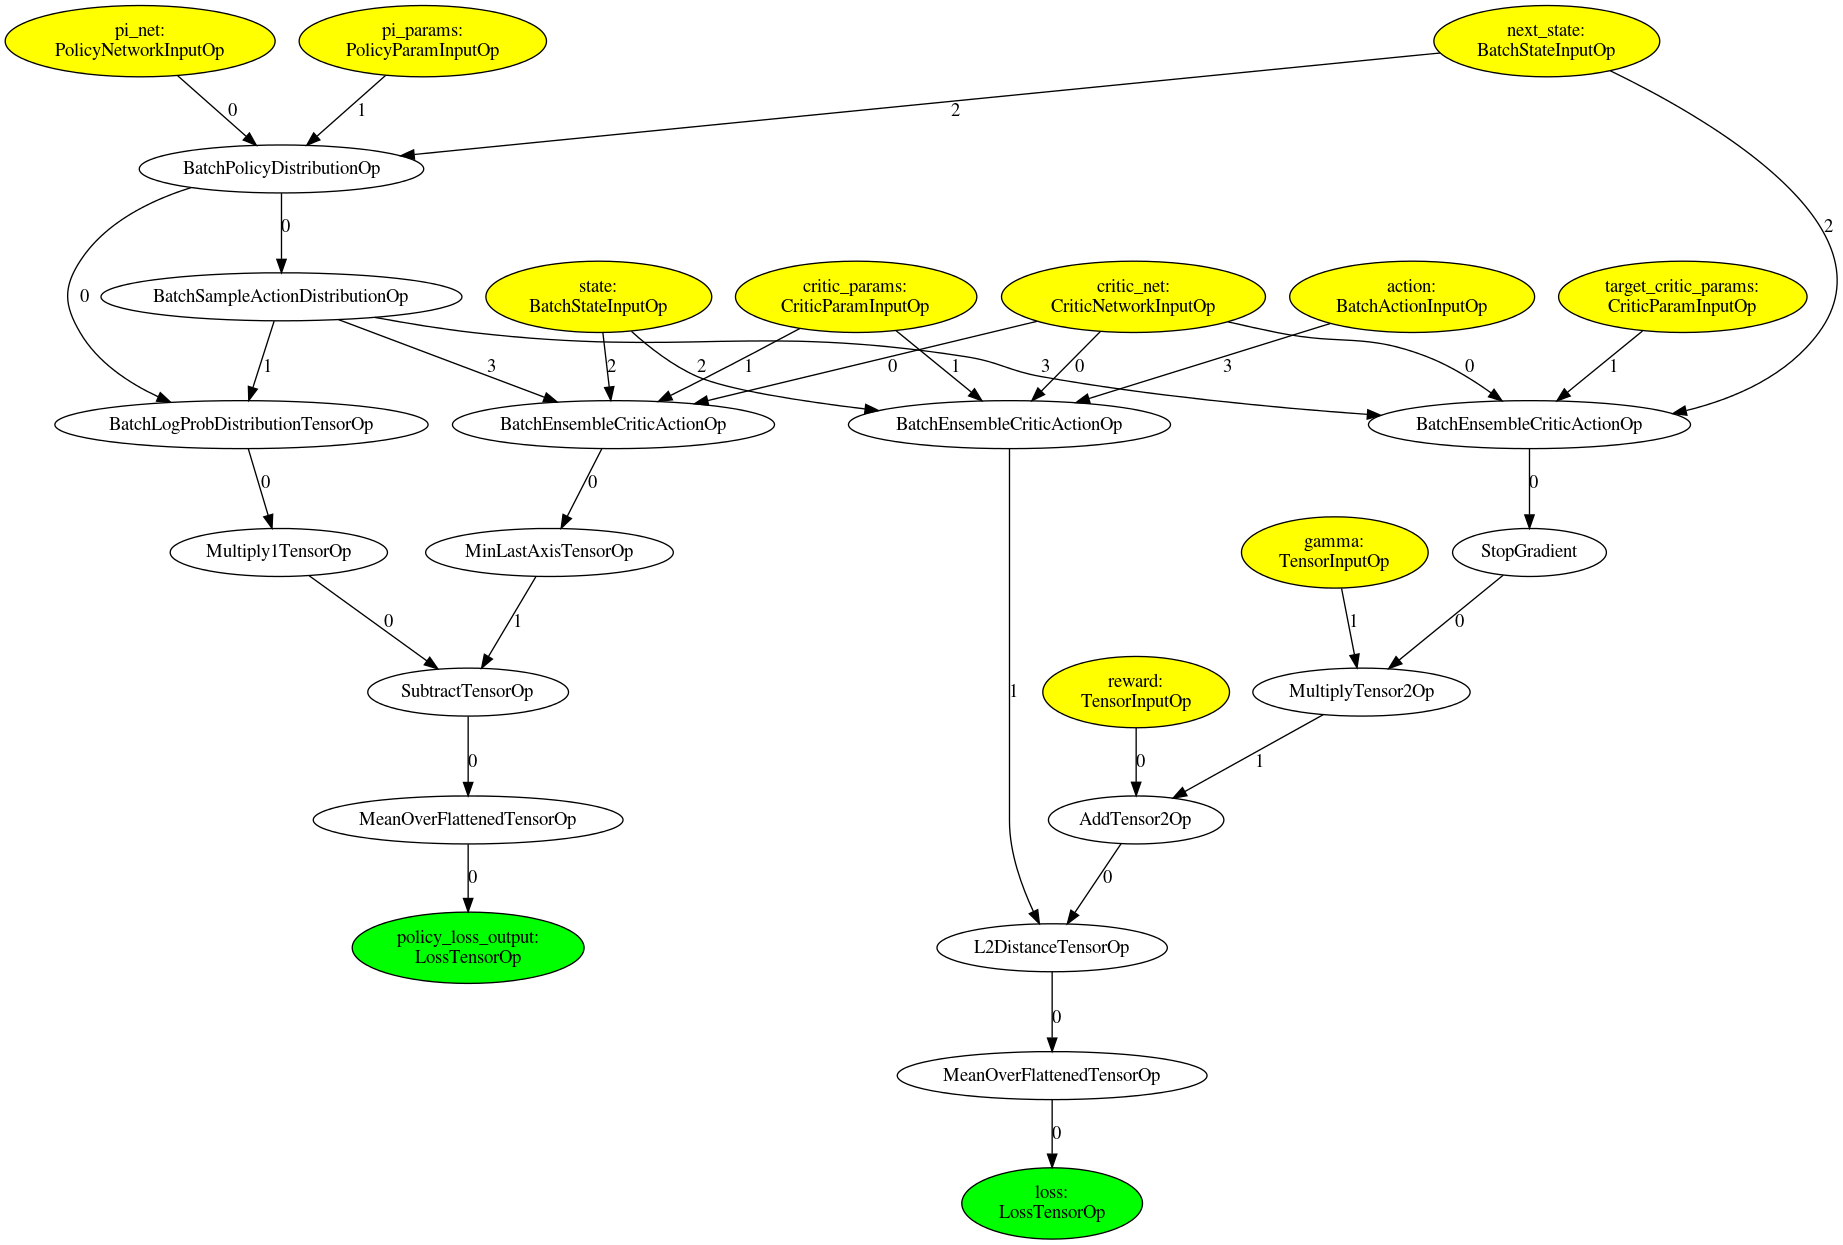 pi_net:
PolicyNetworkInputOp
pi_params:
PolicyParamInputOp
next_state:
BatchStateInputOp
0
1
2
BatchPolicyDistributionOp
0
2
0
BatchSampleActionDistributionOp
state:
BatchStateInputOp
critic_params:
CriticParamInputOp
critic_net:
CriticNetworkInputOp
action:
BatchActionInputOp
target_critic_params:
CriticParamInputOp
1
3
2
2
1
0
1
3
0
3
0
1
BatchLogProbDistributionTensorOp
BatchEnsembleCriticActionOp
BatchEnsembleCriticActionOp
BatchEnsembleCriticActionOp
0
0
0
Multiply1TensorOp
MinLastAxisTensorOp
gamma:
TensorInputOp
StopGradient
0
1
1
0
SubtractTensorOp
1
reward:
TensorInputOp
MultiplyTensor2Op
0
0
1
MeanOverFlattenedTensorOp
AddTensor2Op
0
0
policy_loss_output:
LossTensorOp
L2DistanceTensorOp
0
MeanOverFlattenedTensorOp
0
loss:
LossTensorOp